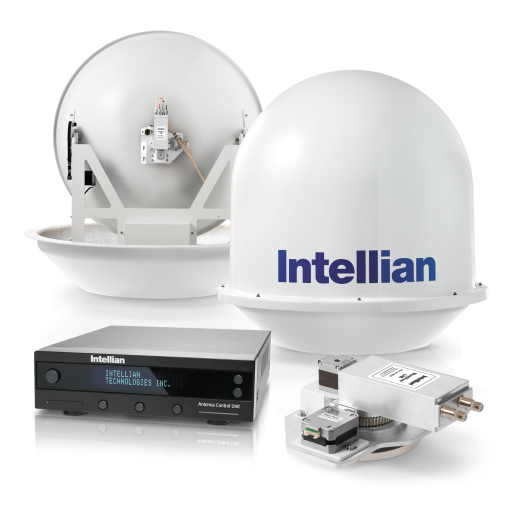 Intellian
Intellian
INTELLIAN
TECHNOLOGIES INC.
Antenna Control Unit